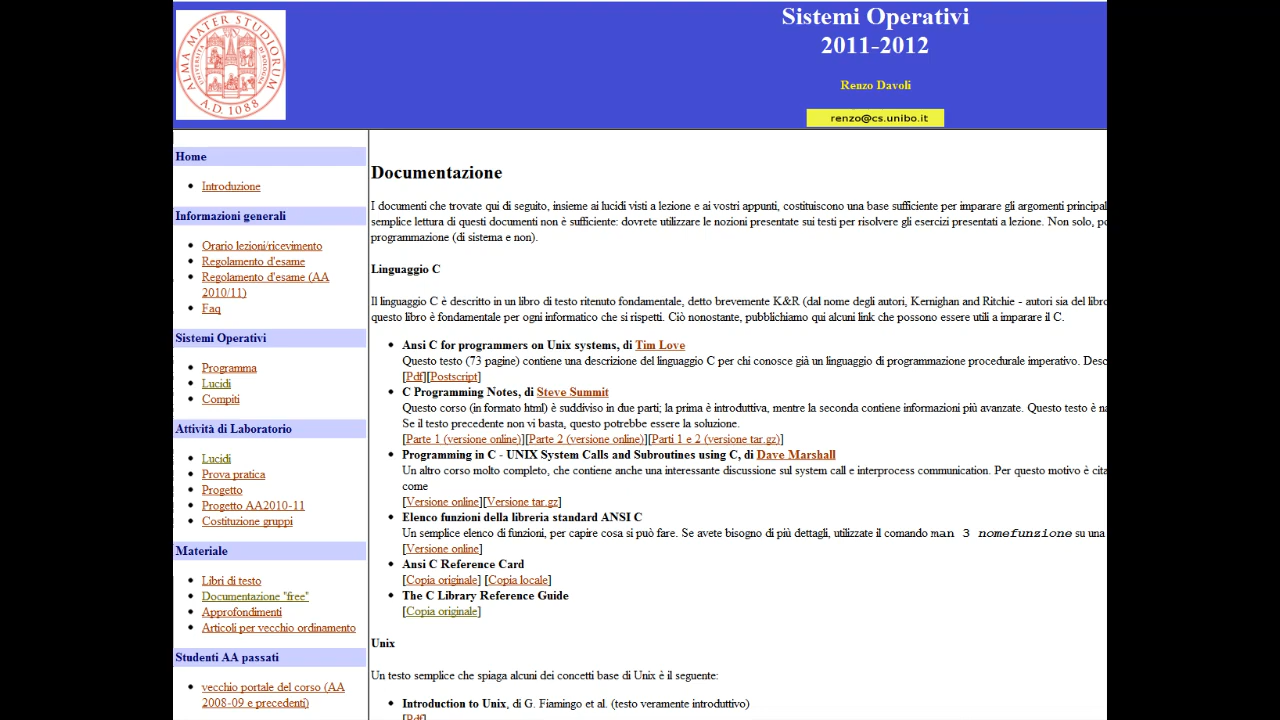 ALMA MATER STUDIORUM
A.D. 1088
Sistemi Operativi
2011-2012
Renzo Davoli
renzo@cs.unibo.it
Home
Introduzione
Informazioni generali
Orario lezioni/ricevimento
Regolamento d'esame
Regolamento d'esame (AA
2010/11)
Faq
Sistemi Operativi
Programma
Lucidi
Compiti
Attività di Laboratorio
Lucidi
Prova pratica
Progetto
Progetto AA2010-11
Costituzione gruppi
Materiale
Libri di testo
Documentazione "free"
Approfondimenti
Articoli per vecchio ordinamento
Studenti AA passati
vecchio portale del corso (AA
2008-09 e precedenti)
Documentazione
I documenti che trovate qui di seguito, insieme ai lucidi visti a lezione e ai vostri appunti, costituiscono una base sufficiente per imparare gli argomenti principal
semplice lettura di questi documenti non è sufficiente: dovrete utilizzare le nozioni presentate sui testi per risolvere gli esercizi presentati a lezione. Non solo, po
programmazione (di sistema e non).
Linguaggio C
Il linguaggio C è descritto in un libro di testo ritenuto fondamentale, detto brevemente K&R (dal nome degli autori, Kernighan and Ritchie - autori sia del libro
questo libro è fondamentale per ogni informatico che si rispetti. Ciò nonostante, pubblichiamo qui alcuni link che possono essere utili a imparare il C.
Ansi C for programmers on Unix systems, di Tim Love
Questo testo (73 pagine) contiene una descrizione del linguaggio C per chi conosce già un linguaggio di programmazione procedurale imperativo. Desc
[Pdf][Postscript]
C Programming Notes, di Steve Summit
Questo corso (in formato html) è suddiviso in due parti; la prima è introduttiva, mentre la seconda contiene informazioni più avanzate. Questo testo è na
Se il testo precedente non vi basta, questo potrebbe essere la soluzione.
[Parte 1 (versione online)][Parte 2 (versione online)][Parti 1 e 2 (versione tar.gz)]
Programming in C - UNIX System Calls and Subroutines using C, di Dave Marshall
Un altro corso molto completo, che contiene anche una interessante discussione sul system call e interprocess communication. Per questo motivo è cita
come
[Versione online][Versione tar.gz]
Elenco funzioni della libreria standard ANSI C
Un semplice elenco di funzioni, per capire cosa si può fare. Se avete bisogno di più dettagli, utilizzate il comando man 3 nomefunzione su una
[Versione online]
Ansi C Reference Card
[Copia originale] [Copia locale]
The C Library Reference Guide
[Copia originale]
Unix
Un testo semplice che spiaga alcuni dei concetti base di Unix è il seguente:
Introduction to Unix, di G. Fiamingo et al. (testo veramente introduttivo)
[Pdf]